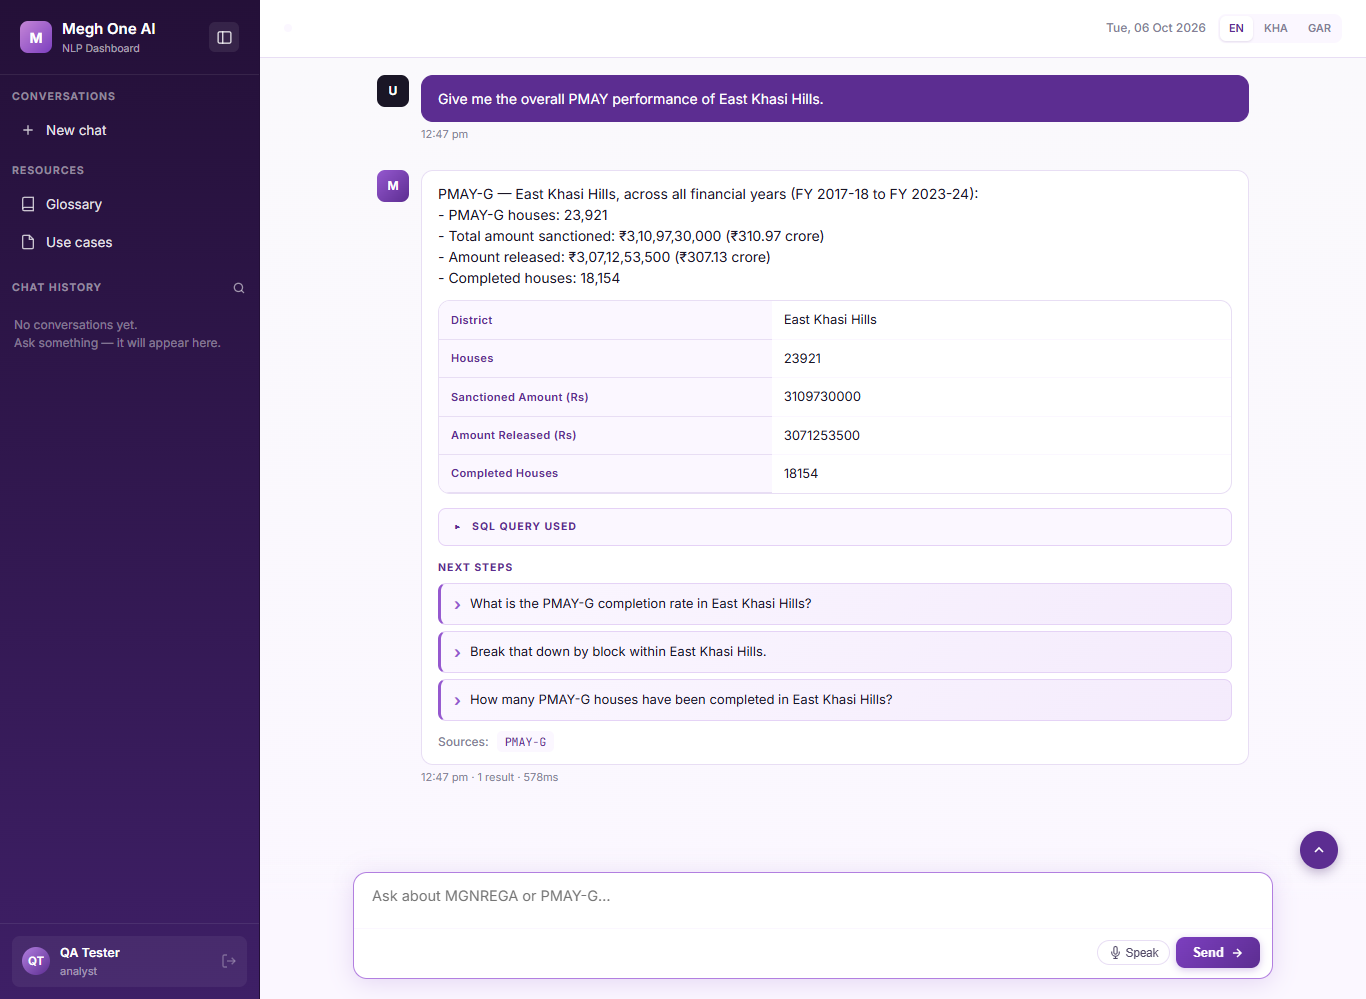 M
Megh One AI
NLP Dashboard
CONVERSATIONS
+ New chat
RESOURCES
Glossary
Use cases
CHAT HISTORY
No conversations yet.
Ask something — it will appear here.
QT
QA Tester
analyst
Tue, 06 Oct 2026
EN KHA GAR
U
Give me the overall PMAY performance of East Khasi Hills.
12:47 pm
M
PMAY-G — East Khasi Hills, across all financial years (FY 2017-18 to FY 2023-24):
- PMAY-G houses: 23,921
- Total amount sanctioned: ₹3,10,97,30,000 (₹310.97 crore)
- Amount released: ₹3,07,12,53,500 (₹307.13 crore)
- Completed houses: 18,154
District East Khasi Hills
Houses 23921
Sanctioned Amount (Rs) 3109730000
Amount Released (Rs) 3071253500
Completed Houses 18154
▸ SQL QUERY USED
NEXT STEPS
› What is the PMAY-G completion rate in East Khasi Hills?
› Break that down by block within East Khasi Hills.
› How many PMAY-G houses have been completed in East Khasi Hills?
Sources: PMAY-G
12:47 pm · 1 result · 578ms
Ask about MGNREGA or PMAY-G...
Speak
Send →